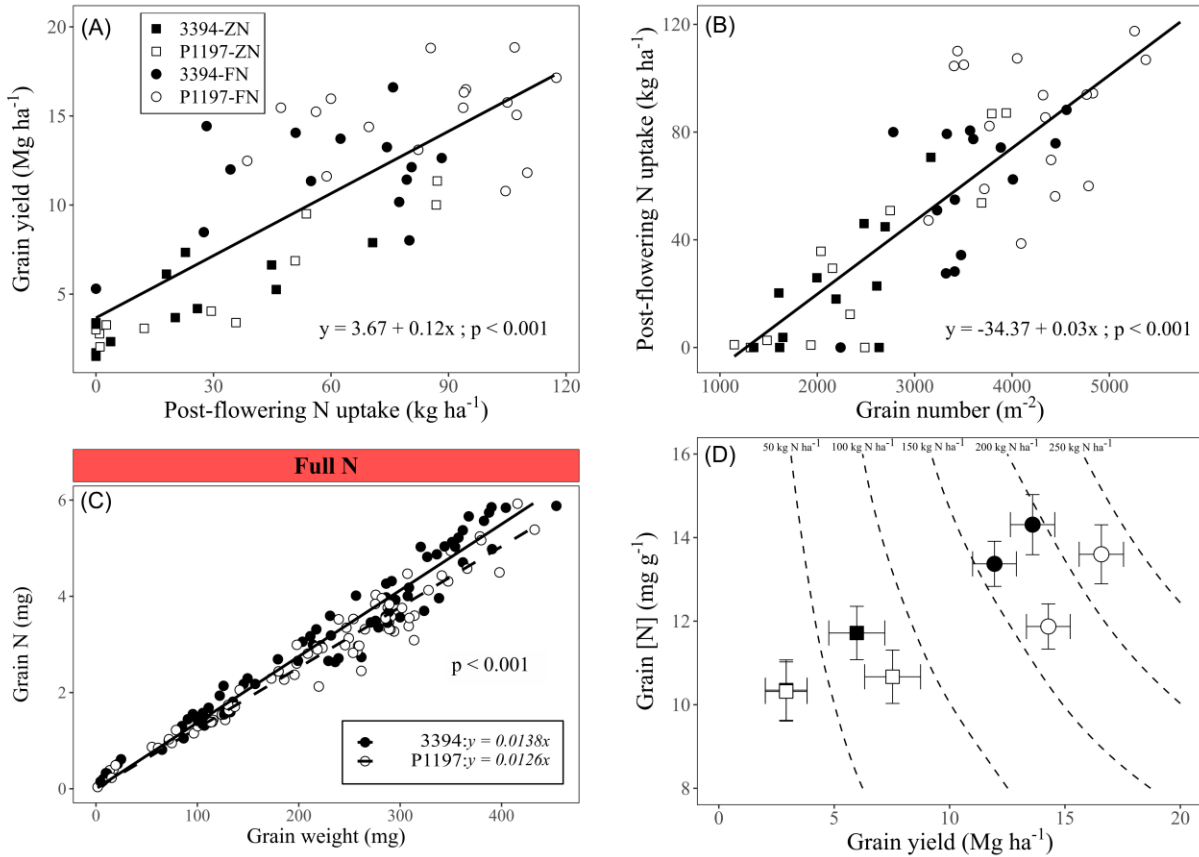 (A)
3394-ZN
P1197-ZN
3394-FN
P1197-FN
20
15
10
5
0
Grain yield (Mg ha⁻¹)
y = 3.67 + 0.12x ; p < 0.001
0 30 60 90 120
Post-flowering N uptake (kg ha⁻¹)
(B)
120
80
40
0
Post-flowering N uptake (kg ha⁻¹)
y = -34.37 + 0.03x ; p < 0.001
1000 2000 3000 4000 5000
Grain number (m⁻²)
Full N
(C)
6
4
2
0
Grain N (mg)
p < 0.001
3394:y = 0.0138x
P1197:y = 0.0126x
0 100 200 300 400
Grain weight (mg)
(D)
50 kg N ha⁻¹ 100 kg N ha⁻¹ 150 kg N ha⁻¹ 200 kg N ha⁻¹ 250 kg N ha⁻¹
16
14
12
10
8
Grain [N] (mg g⁻¹)
0 5 10 15 20
Grain yield (Mg ha⁻¹)